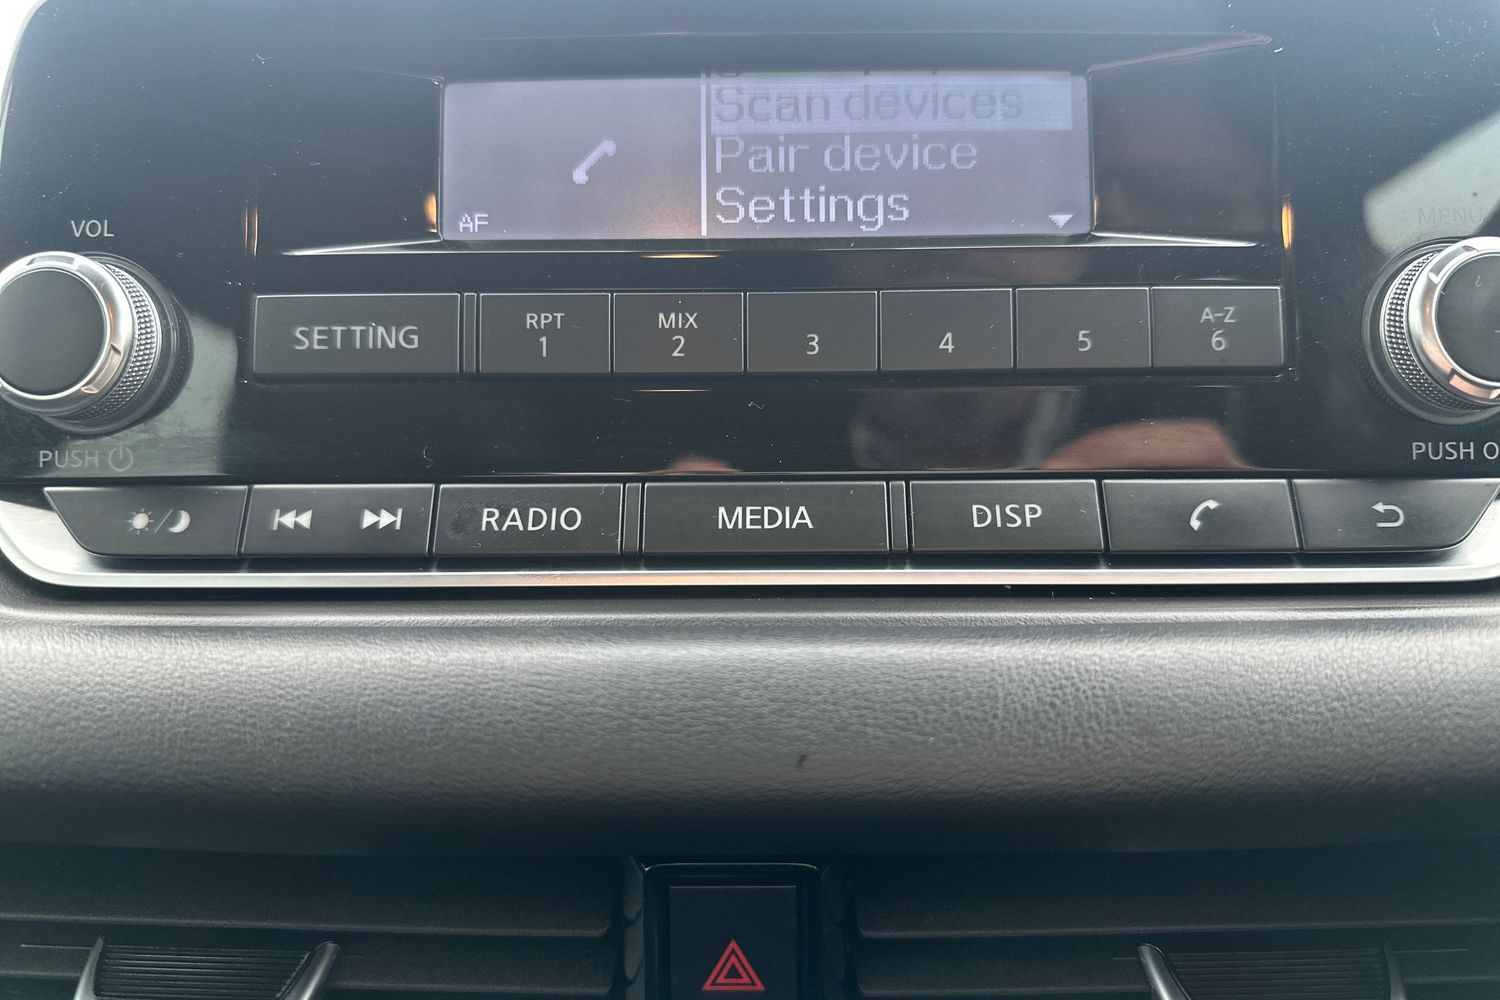 Scan devices
Pair device
Settings
AF
VOL
MENU
SETTING
RPT
1
MIX
2
3
4
5
A-Z
6
PUSH
PUSH O
RADIO
MEDIA
DISP